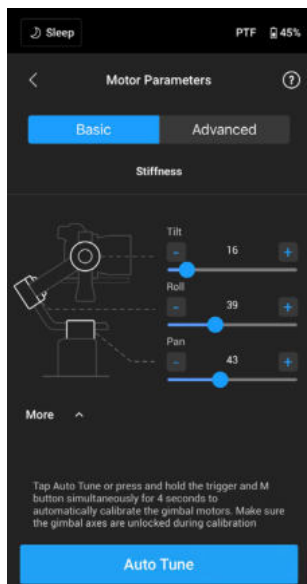 Sleep PTF 45%
Motor Parameters ?
Basic Advanced
Stiffness
Tilt
- 16 +
Roll
- 39 +
Pan
- 43 +
More
Tap Auto Tune or press and hold the trigger and M
button simultaneously for 4 seconds to
automatically calibrate the gimbal motors. Make sure
the gimbal axes are unlocked during calibration
Auto Tune